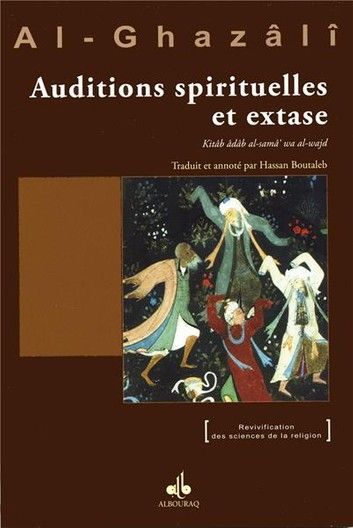 Al-Ghazâlî
Auditions spirituelles
et extase
Kitâb âdâb al-samâ‘ wa al-wajd
Traduit et annoté par Hassan Boutaleb
Revivification
des sciences de la religion
ALBOURAQ